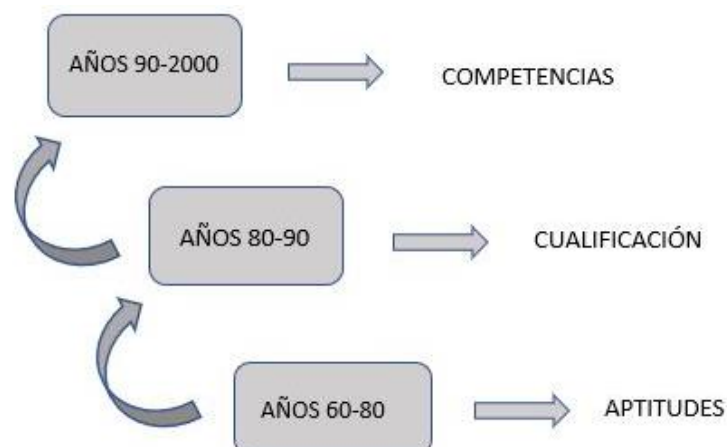 AÑOS 90-2000
COMPETENCIAS
AÑOS 80-90
CUALIFICACIÓN
AÑOS 60-80
APTITUDES